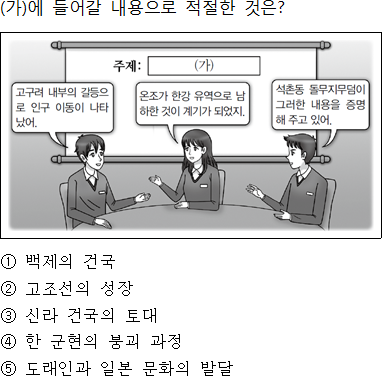 (가)에 들어갈 내용으로 적절한 것은?
주제: (가)
고구려 내부의 갈등으
로 인구 이동이 나타
났어.
온조가 한강 유역으로 남
하한 것이 계기가 되었지.
석촌동 돌무지무덤이
그러한 내용을 증명
해 주고 있어.
① 백제의 건국
② 고조선의 성장
③ 신라 건국의 토대
④ 한 군현의 붕괴 과정
⑤ 도래인과 일본 문화의 발달